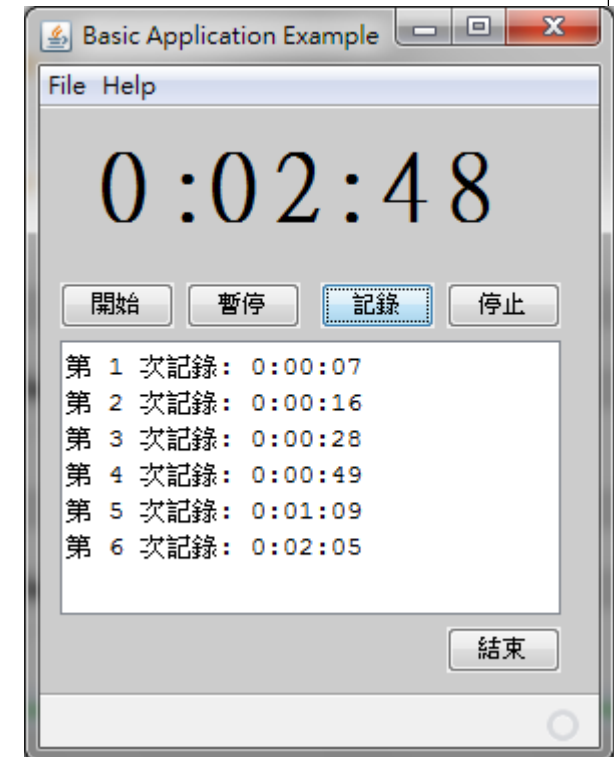 Basic Application Example
File Help
0:02:48
開始 暫停 記錄 停止
第 1 次記錄: 0:00:07
第 2 次記錄: 0:00:16
第 3 次記錄: 0:00:28
第 4 次記錄: 0:00:49
第 5 次記錄: 0:01:09
第 6 次記錄: 0:02:05
結束